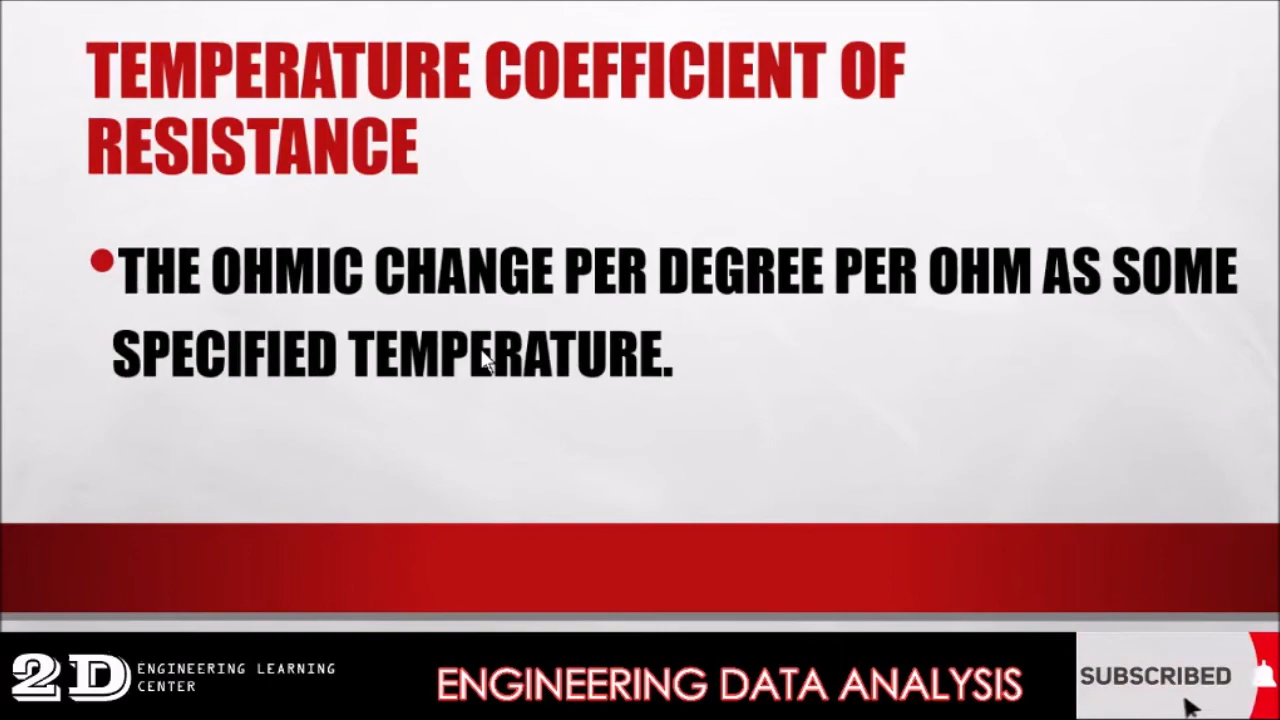 TEMPERATURE COEFFICIENT OF
RESISTANCE
•THE OHMIC CHANGE PER DEGREE PER OHM AS SOME
SPECIFIED TEMPERATURE.
2D ENGINEERING LEARNING
CENTER
ENGINEERING DATA ANALYSIS
SUBSCRIBED